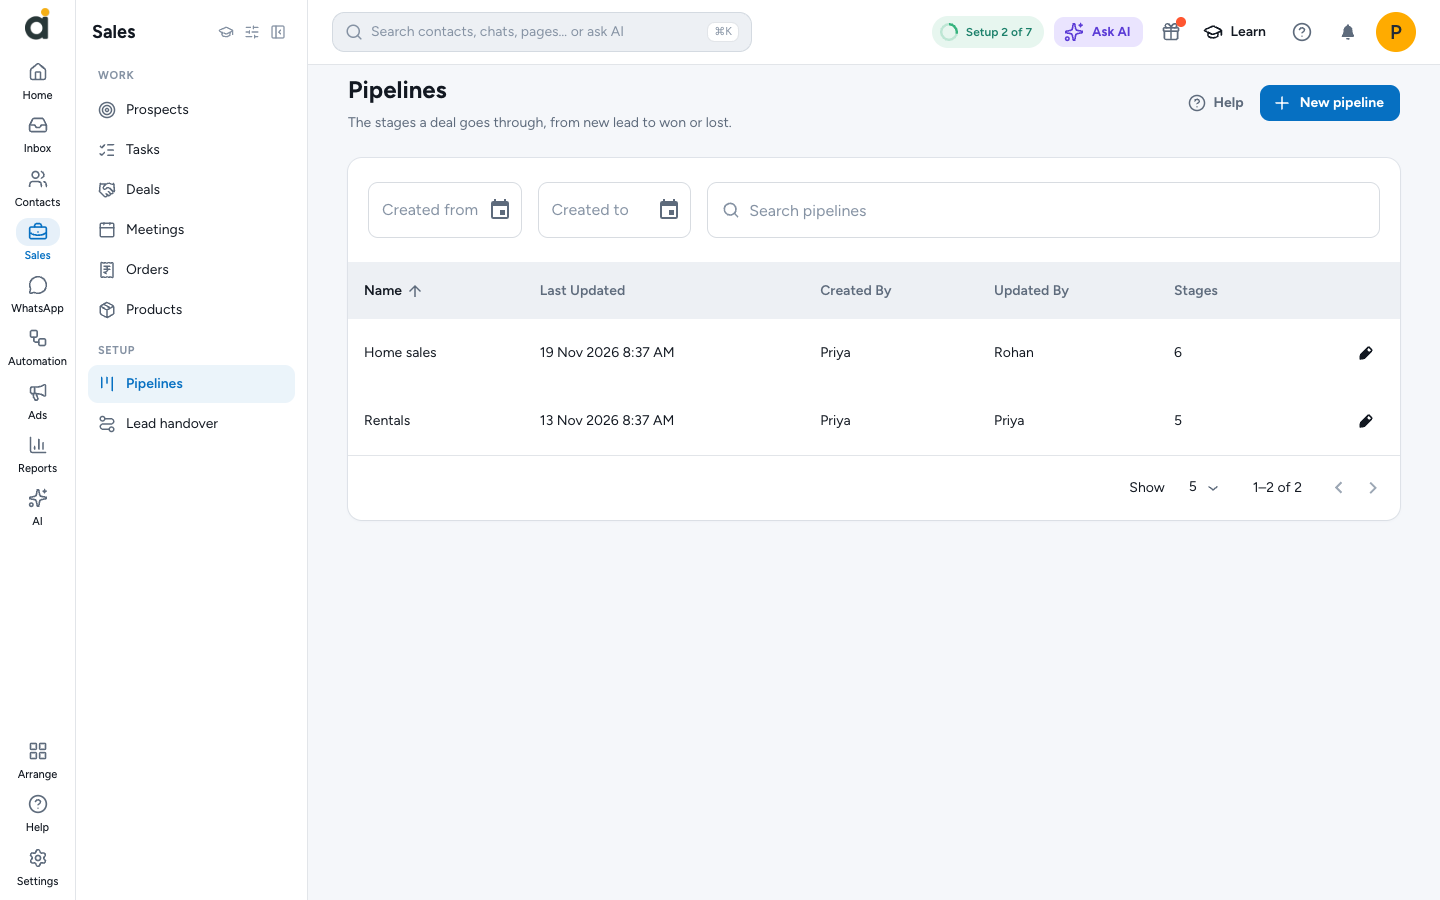 Home
Inbox
Contacts
Sales
WhatsApp
Automation
Ads
Reports
AI
Arrange
Help
Settings
Sales
WORK
Prospects
Tasks
Deals
Meetings
Orders
Products
SETUP
Pipelines
Lead handover
Search contacts, chats, pages... or ask AI ⌘K
Setup 2 of 7
Ask AI
Learn
P
Pipelines
The stages a deal goes through, from new lead to won or lost.
Help
New pipeline
Created from
Created to
Search pipelines
Name Last Updated Created By Updated By Stages
Home sales 19 Nov 2026 8:37 AM Priya Rohan 6
Rentals 13 Nov 2026 8:37 AM Priya Priya 5
Show 5 1–2 of 2